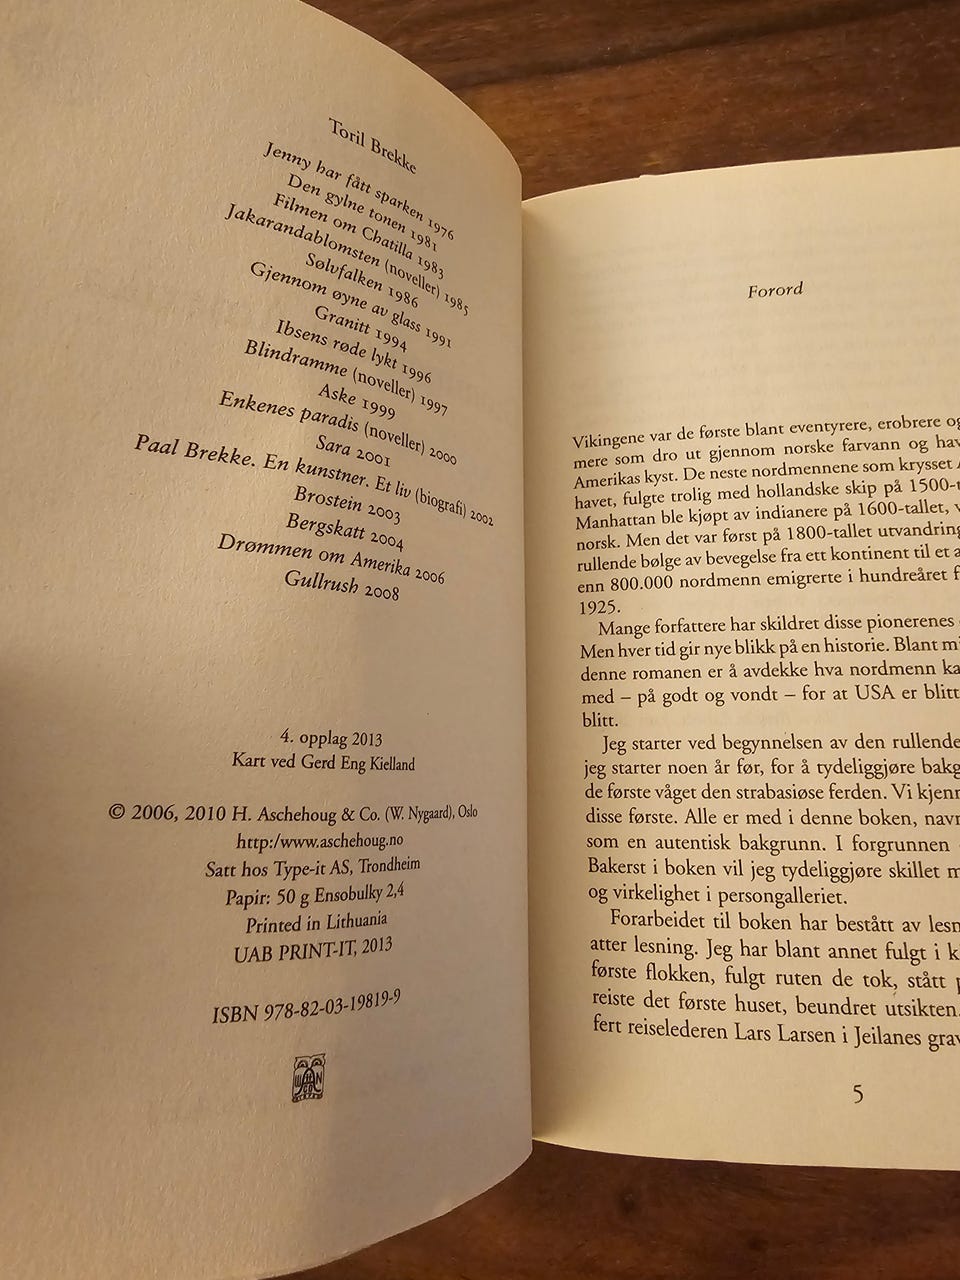 Toril Brekke
Jenny har fått sparken 1976
Den gylne tonen 1981
Filmen om Chatilla 1983
Jakarandablomsten (noveller) 1985
Sølvfalken 1986
Gjennom øyne av glass 1991
Granitt 1994
Ibsens røde lykt 1996
Blindramme (noveller) 1997
Aske 1999
Enkenes paradis (noveller) 2000
Sara 2001
Paal Brekke. En kunstner. Et liv (biografi) 2002
Brostein 2003
Bergskatt 2004
Drømmen om Amerika 2006
Gullrush 2008
4. opplag 2013
Kart ved Gerd Eng Kielland
© 2006, 2010 H. Aschehoug & Co. (W. Nygaard), Oslo
http:/www.aschehoug.no
Satt hos Type-it AS, Trondheim
Papir: 50 g Ensobulky 2,4
Printed in Lithuania
UAB PRINT-IT, 2013
ISBN 978-82-03-19819-9
Forord
Vikingene var de første blant eventyrere, erobrere og
mere som dro ut gjennom norske farvann og hav
Amerikas kyst. De neste nordmennene som krysset
havet, fulgte trolig med hollandske skip på 1500-t
Manhattan ble kjøpt av indianere på 1600-tallet, v
norsk. Men det var først på 1800-tallet utvandring
rullende bølge av bevegelse fra ett kontinent til et a
enn 800.000 nordmenn emigrerte i hundreåret f
1925.
Mange forfattere har skildret disse pionerenes
Men hver tid gir nye blikk på en historie. Blant mi
denne romanen er å avdekke hva nordmenn ka
med – på godt og vondt – for at USA er blitt
blitt.
Jeg starter ved begynnelsen av den rullende
jeg starter noen år før, for å tydeliggjøre bakg
de første våget den strabasiøse ferden. Vi kjenn
disse første. Alle er med i denne boken, navn
som en autentisk bakgrunn. I forgrunnen
Bakerst i boken vil jeg tydeliggjøre skillet m
og virkelighet i persongalleriet.
Forarbeidet til boken har bestått av lesn
atter lesning. Jeg har blant annet fulgt i k
første flokken, fulgt ruten de tok, stått p
reiste det første huset, beundret utsikten.
fert reiselederen Lars Larsen i Jeilanes grav
5